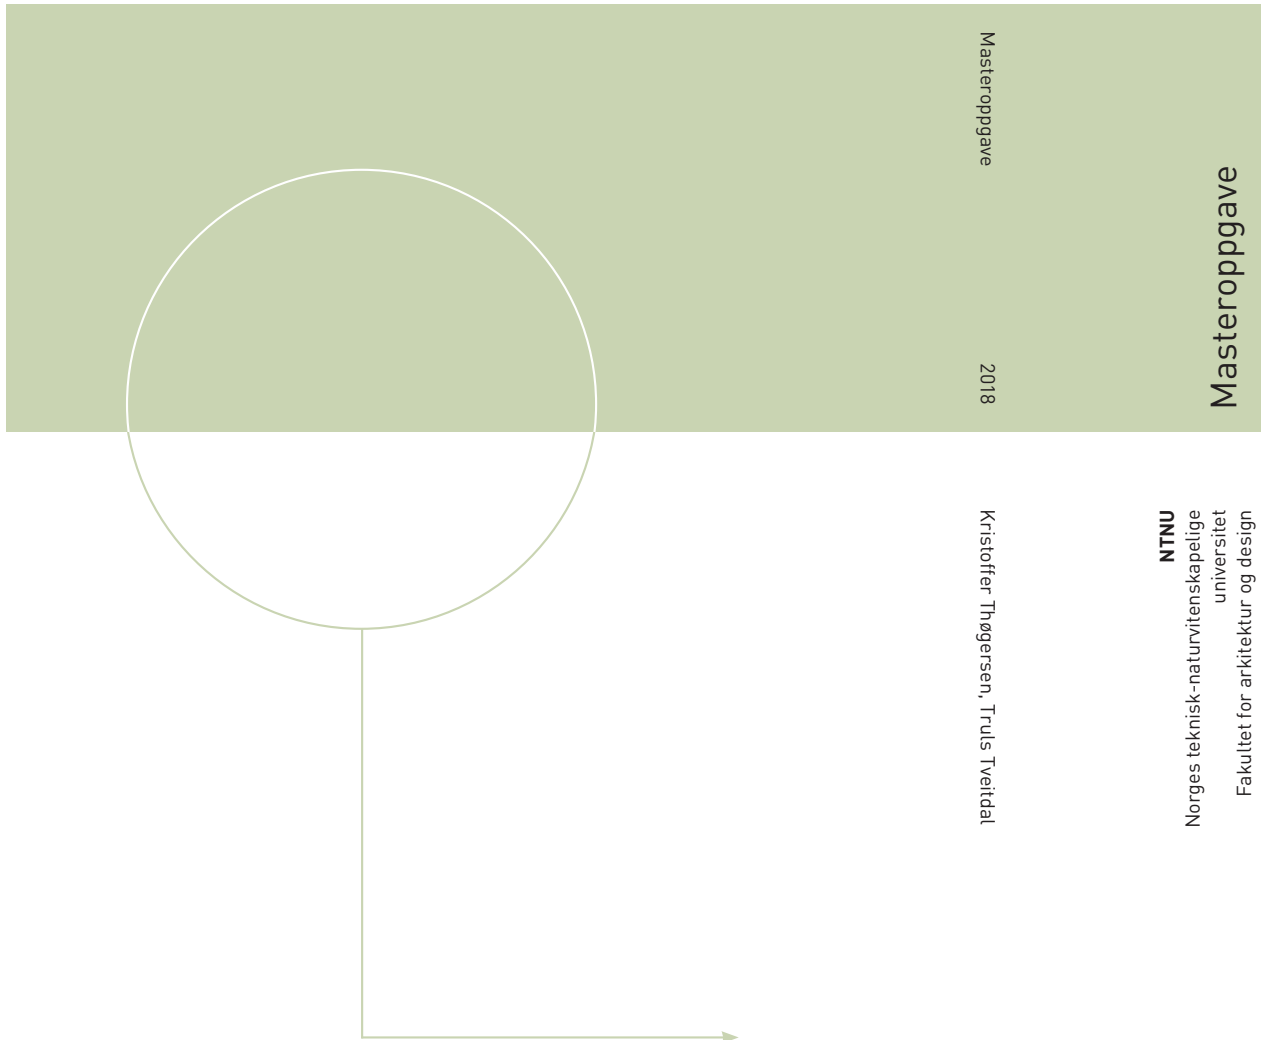 Masteroppgave
2018
Kristoffer Thøgersen, Truls Tveitdal
Masteroppgave
NTNU
Norges teknisk-naturvitenskapelige
universitet
Fakultet for arkitektur og design